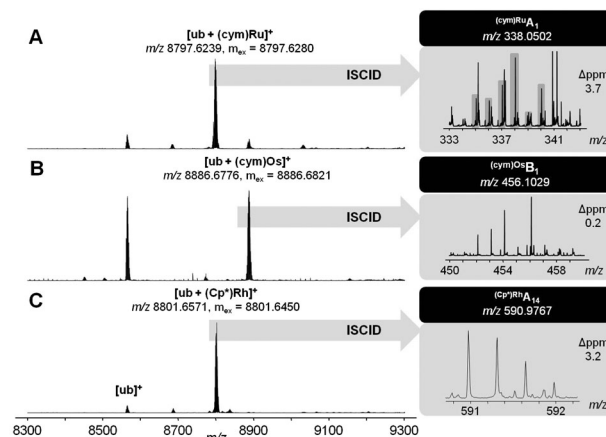 A
[ub + (cym)Ru]⁺
m/z 8797.6239, mₑₓ = 8797.6280
ISCID
(cym)RuA₁
m/z 338.0502
Δppm
3.7
333 337 341
m/z
B
[ub + (cym)Os]⁺
m/z 8886.6776, mₑₓ = 8886.6821
ISCID
(cym)OsB₁
m/z 456.1029
Δppm
0.2
450 454 458
m/z
C
[ub + (Cp*)Rh]⁺
m/z 8801.6571, mₑₓ = 8801.6450
ISCID
(Cp*)RhA₁₄
m/z 590.9767
Δppm
3.2
[ub]⁺
591 592
m/z
8300 8500 8700 8900 9100 9300
m/z